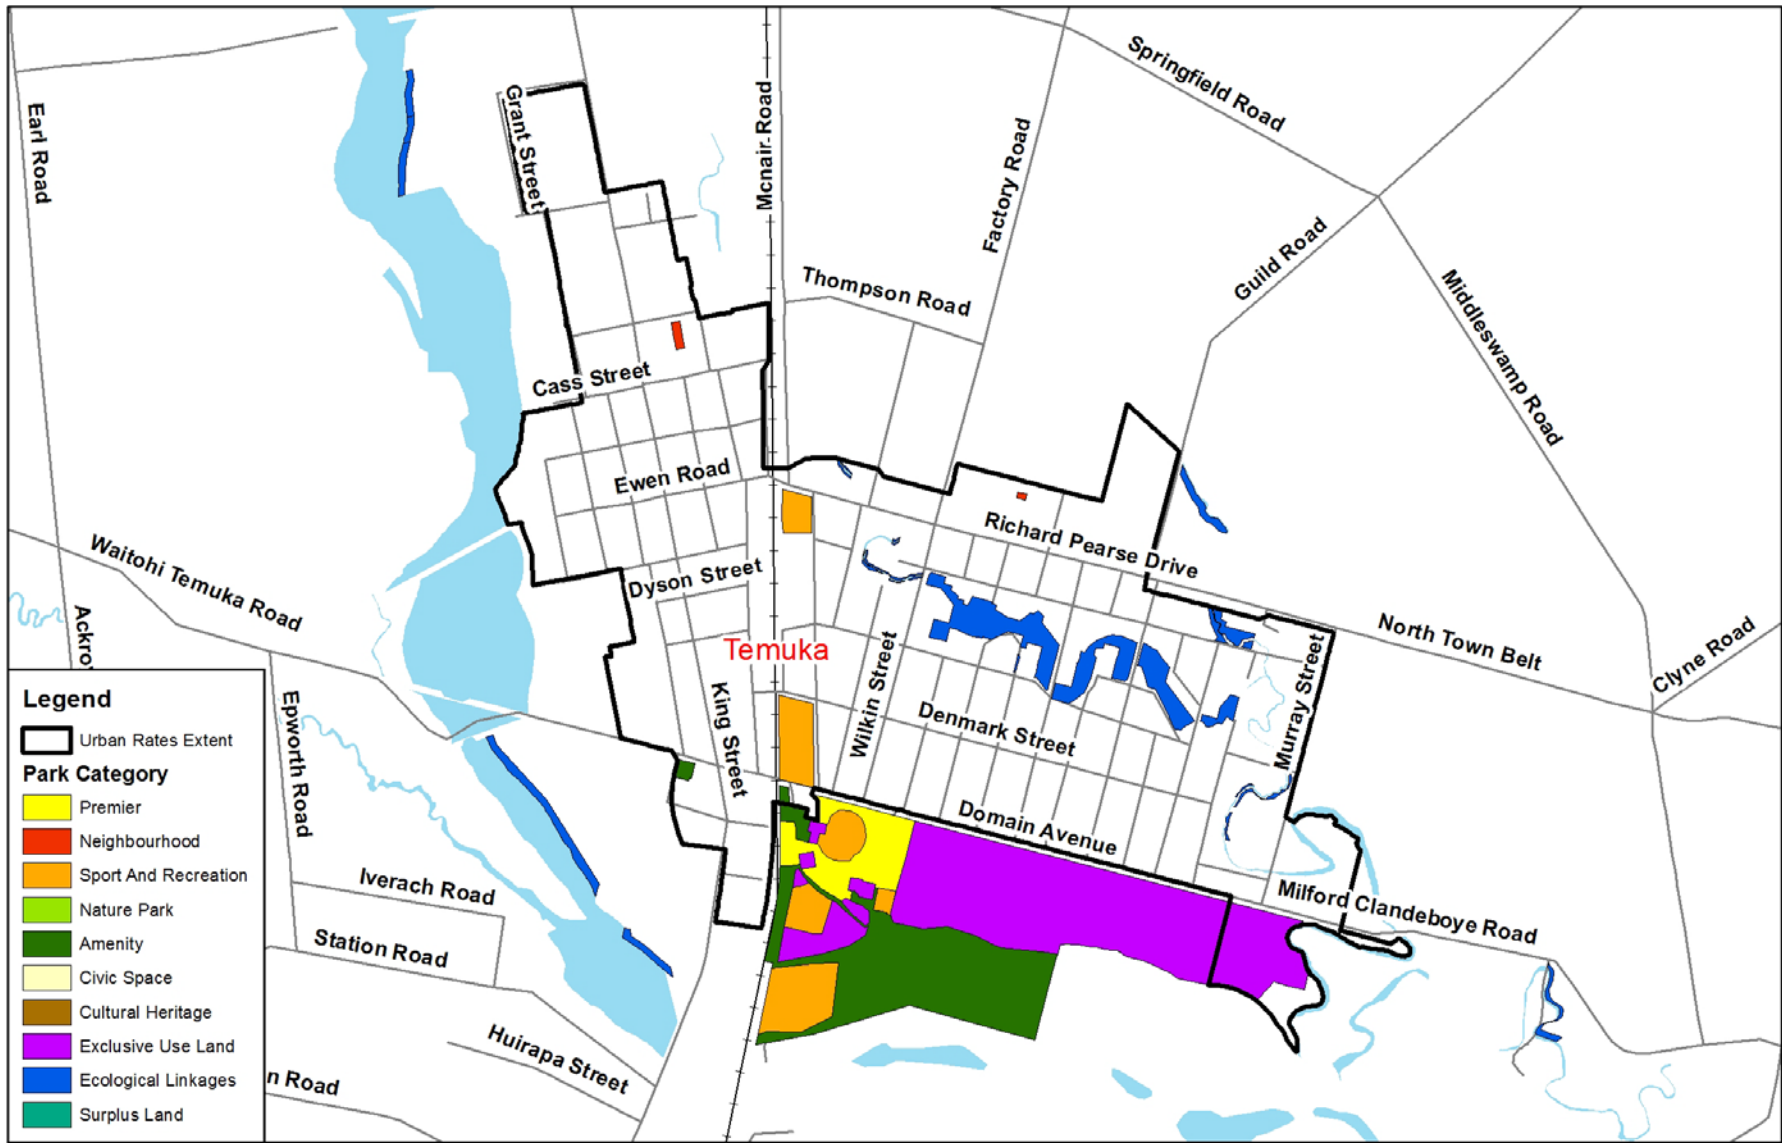 Springfield Road
Earl Road
Grant Street
Mcnair Road
Factory Road
Guild Road
Thompson Road
Middleswamp Road
Cass Street
Ewen Road
Richard Pearse Drive
Waitohi Temuka Road
Dyson Street
North Town Belt
Clyne Road
Temuka
Wilkin Street
Murray Street
King Street
Denmark Street
Epworth Road
Domain Avenue
Iverach Road
Milford Clandeboye Road
Station Road
Huirapa Street
n Road
Legend
Urban Rates Extent
Park Category
Premier
Neighbourhood
Sport And Recreation
Nature Park
Amenity
Civic Space
Cultural Heritage
Exclusive Use Land
Ecological Linkages
Surplus Land